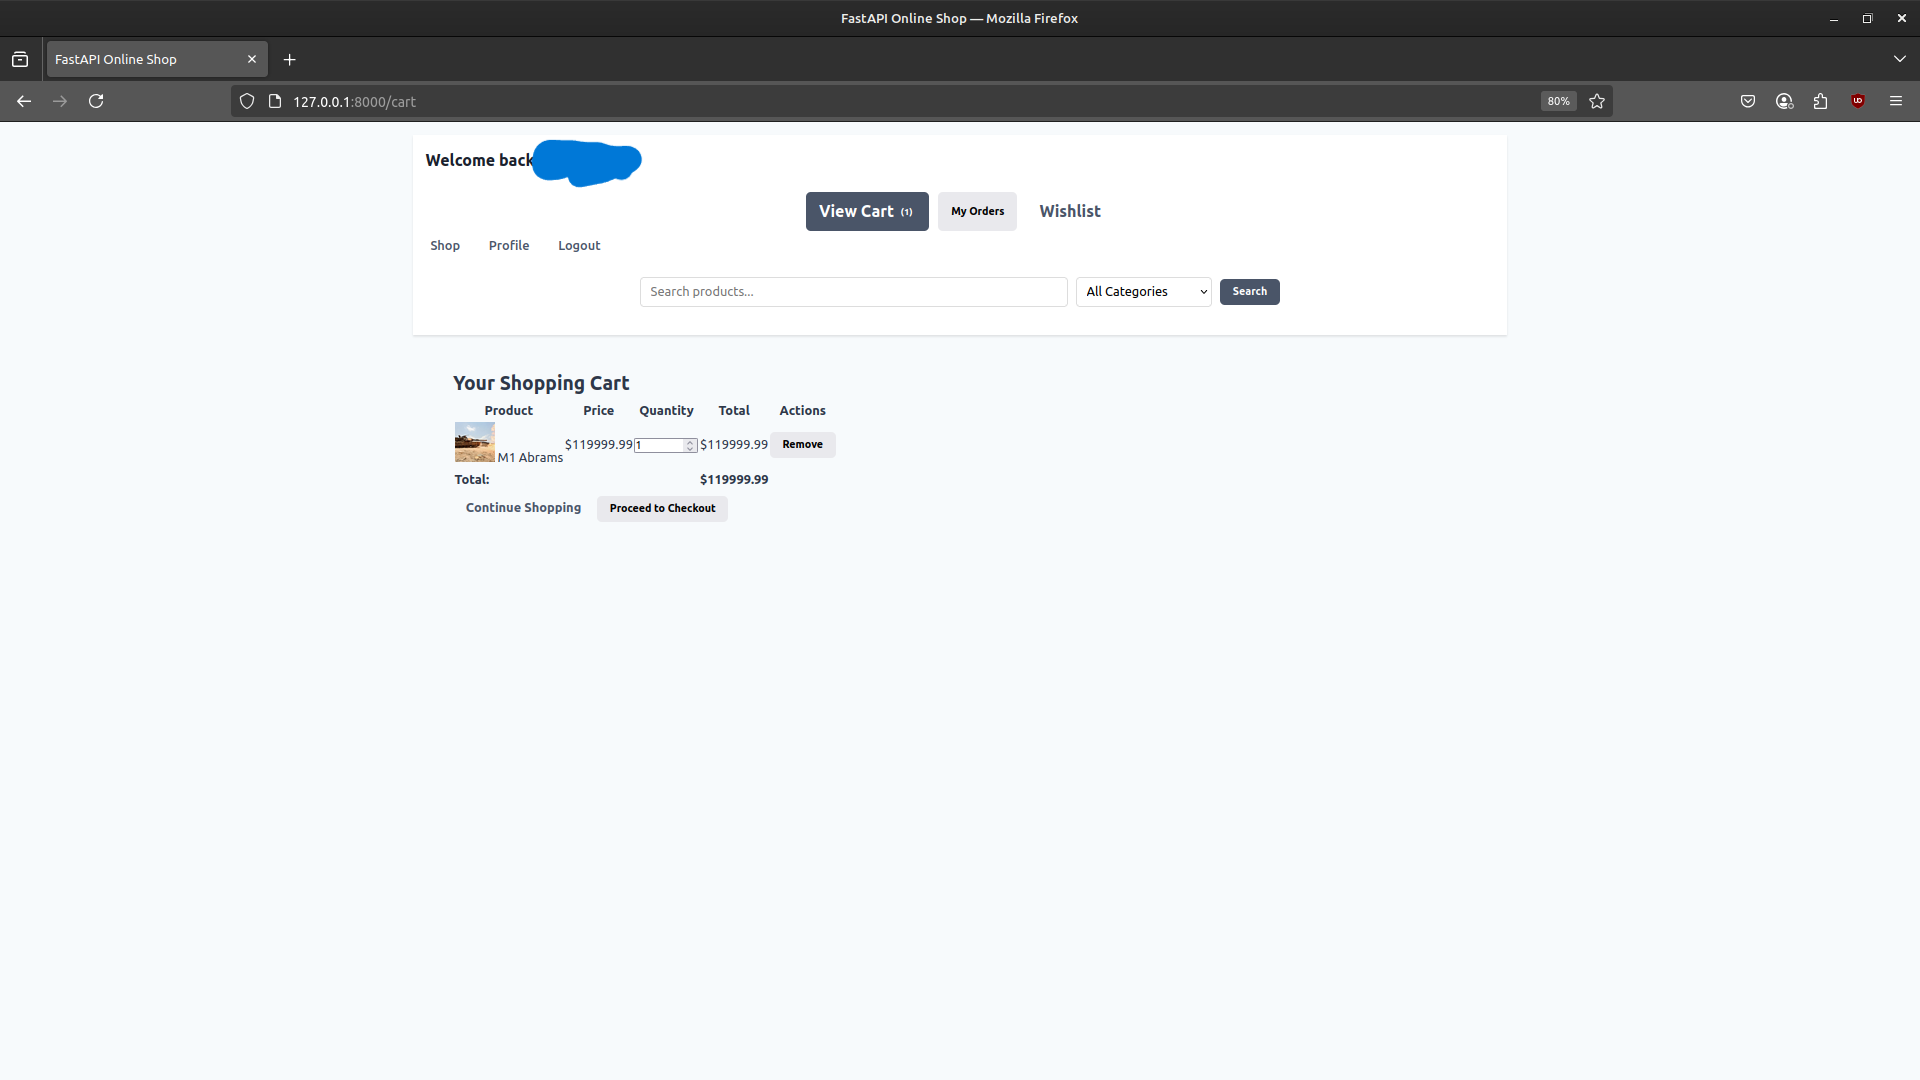 FastAPI Online Shop — Mozilla Firefox
FastAPI Online Shop
127.0.0.1:8000/cart
80%
Welcome back
View Cart (1) My Orders Wishlist
Shop Profile Logout
Search products... All Categories Search
Your Shopping Cart
Product Price Quantity Total Actions
M1 Abrams $119999.99 1 $119999.99 Remove
Total: $119999.99
Continue Shopping Proceed to Checkout